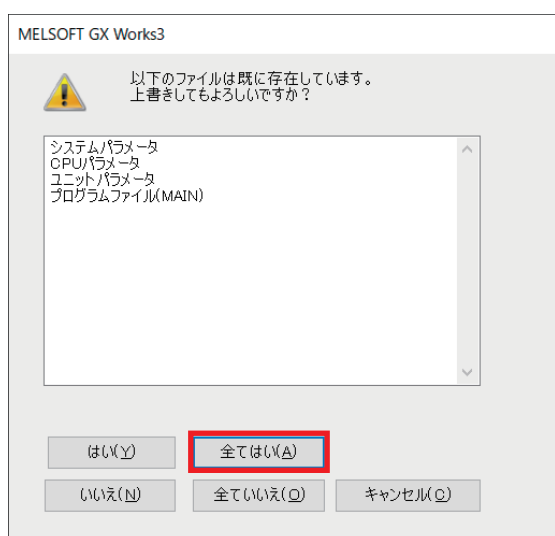 MELSOFT GX Works3
以下のファイルは既に存在しています。
上書きしてもよろしいですか？
システムパラメータ
CPUパラメータ
ユニットパラメータ
プログラムファイル(MAIN)
はい(Y) 全てはい(A)
いいえ(N) 全ていいえ(O) キャンセル(C)